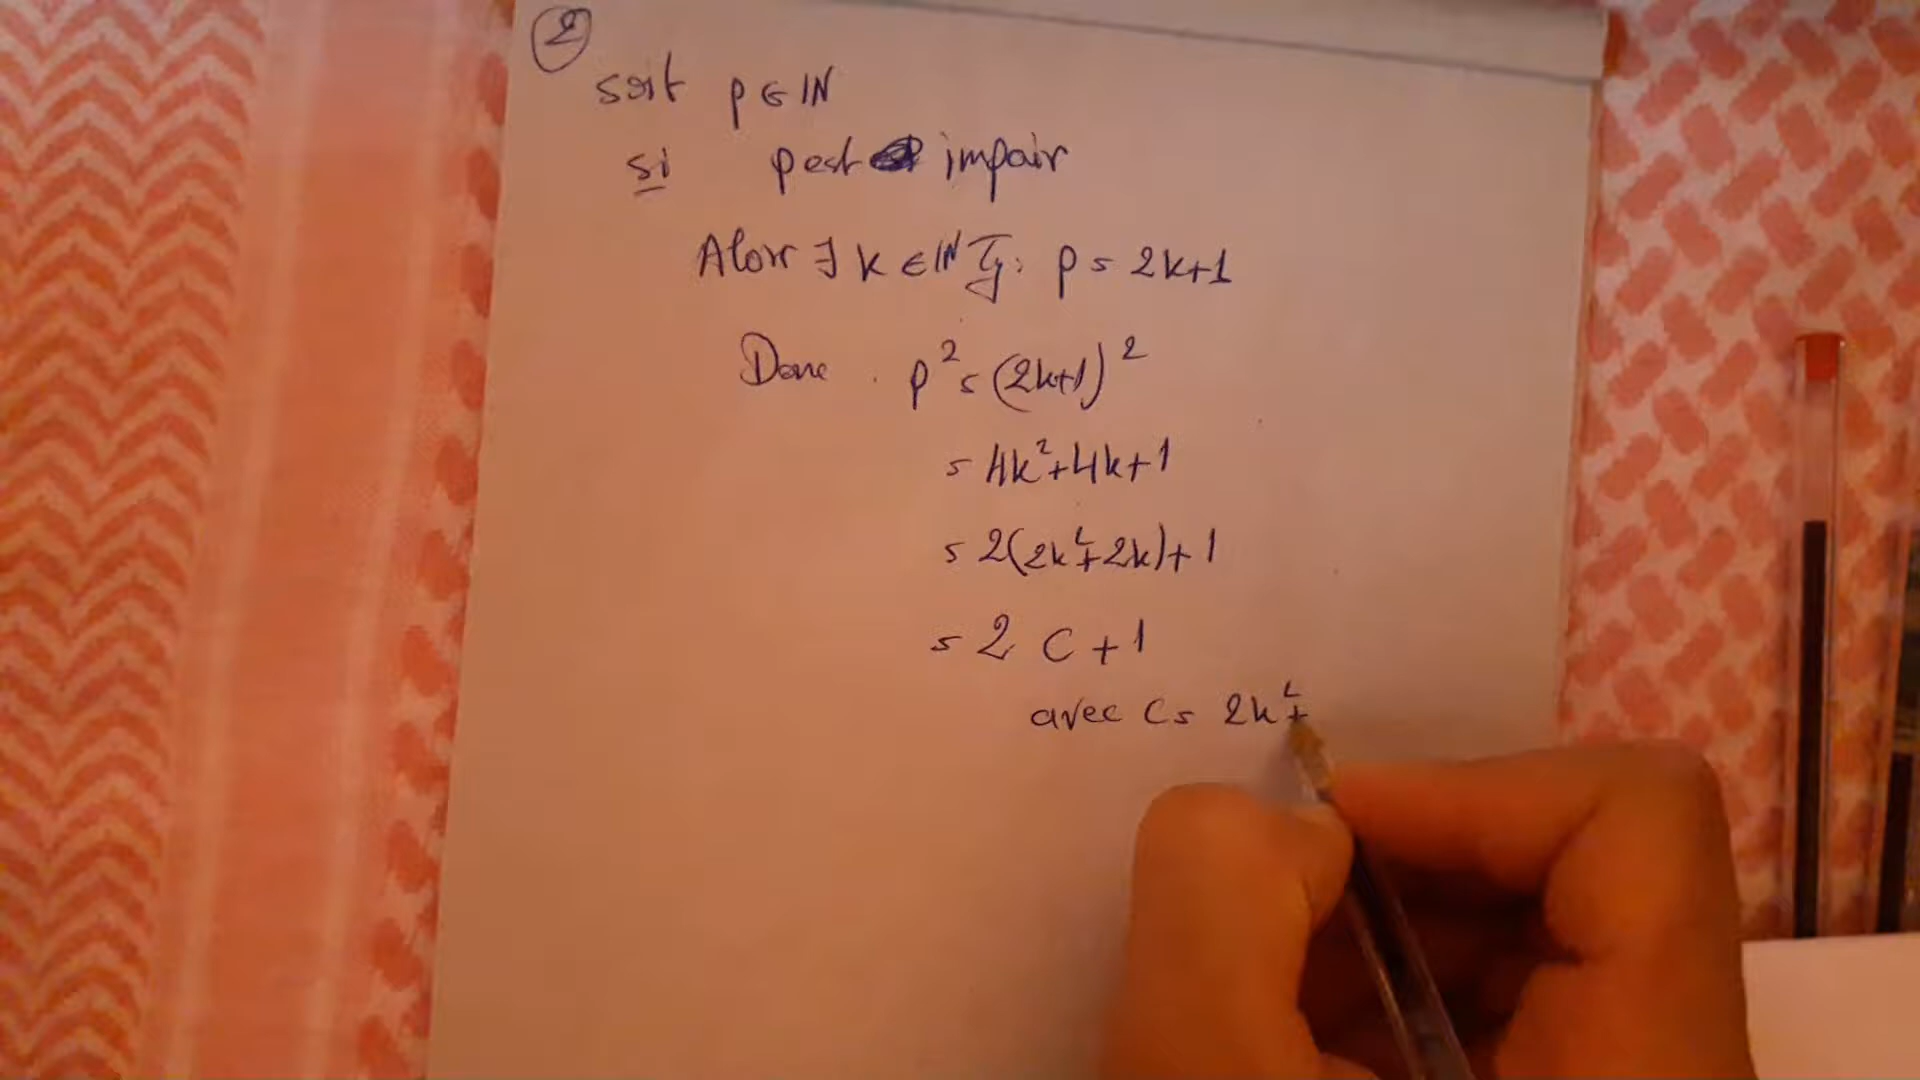 2
soit p ∈ IN
si p est impair
Alors ∃ k ∈ IN Tq: p = 2k+1
Donc p² = (2k+1)²
= 4k²+4k+1
= 2(2k²+2k)+1
= 2 C + 1
avec C = 2k²+